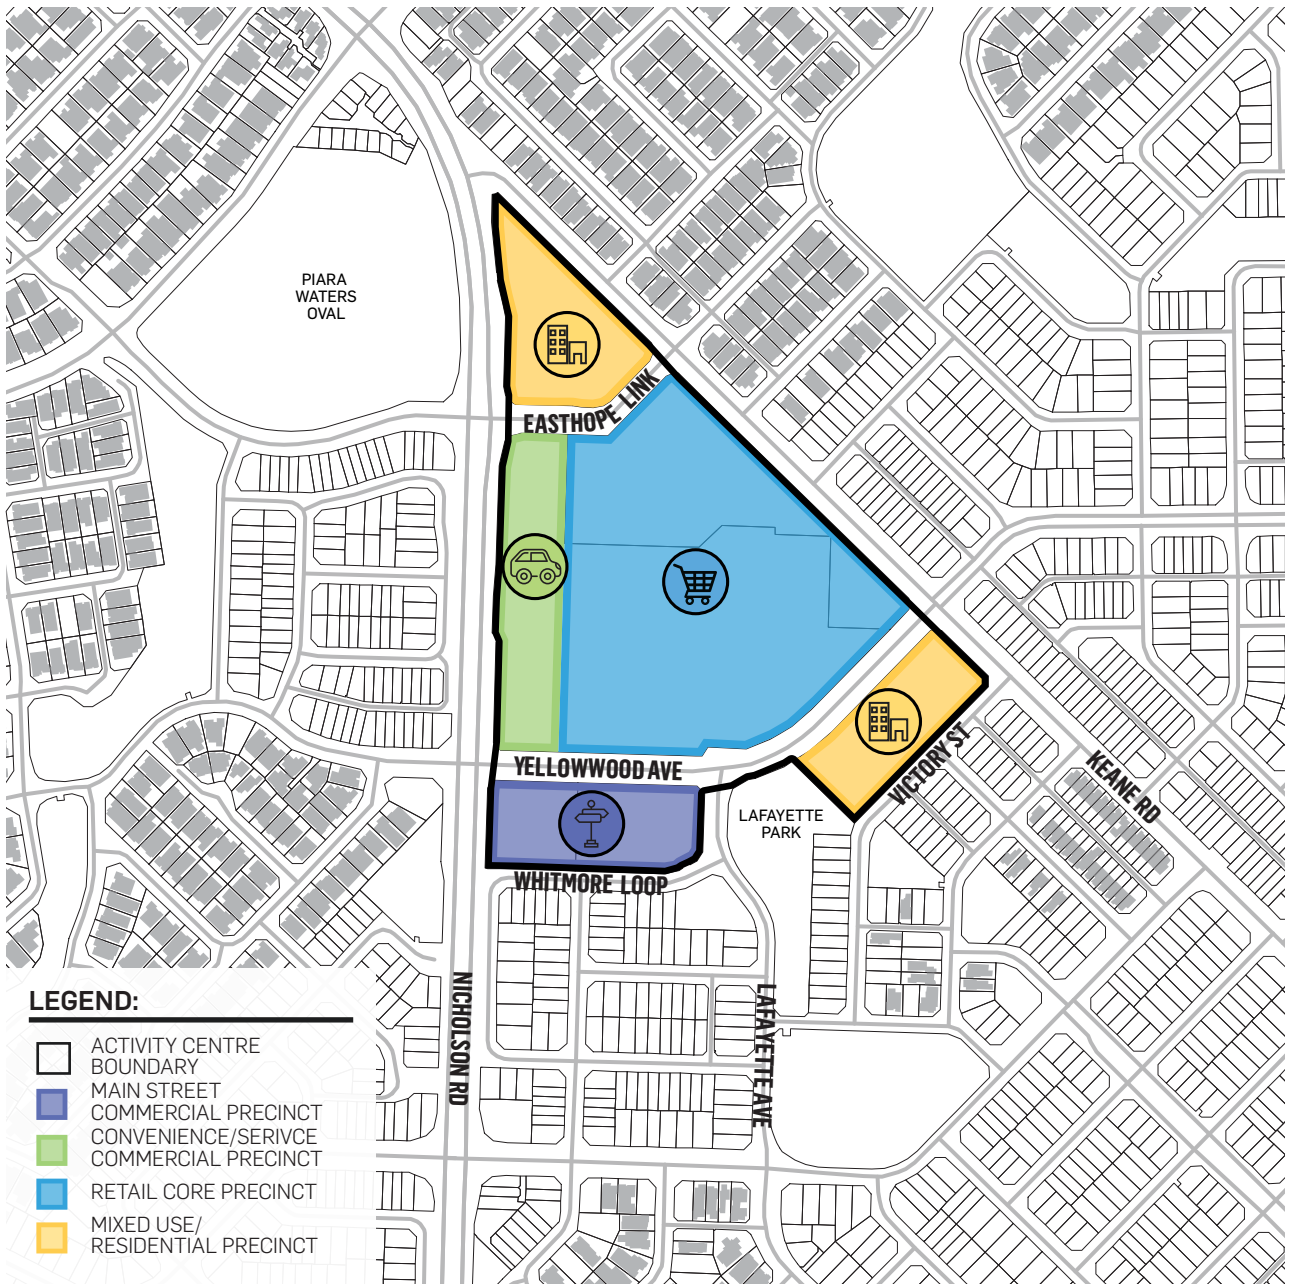 PIARA
WATERS
OVAL
EASTHOPE LINK
YELLOWWOOD AVE
VICTORY ST
KEANE RD
LAFAYETTE
PARK
WHITMORE LOOP
NICHOLSON RD
LAFAYETTE AVE
LEGEND:
ACTIVITY CENTRE
BOUNDARY
MAIN STREET
COMMERCIAL PRECINCT
CONVENIENCE/SERIVCE
COMMERCIAL PRECINCT
RETAIL CORE PRECINCT
MIXED USE/
RESIDENTIAL PRECINCT